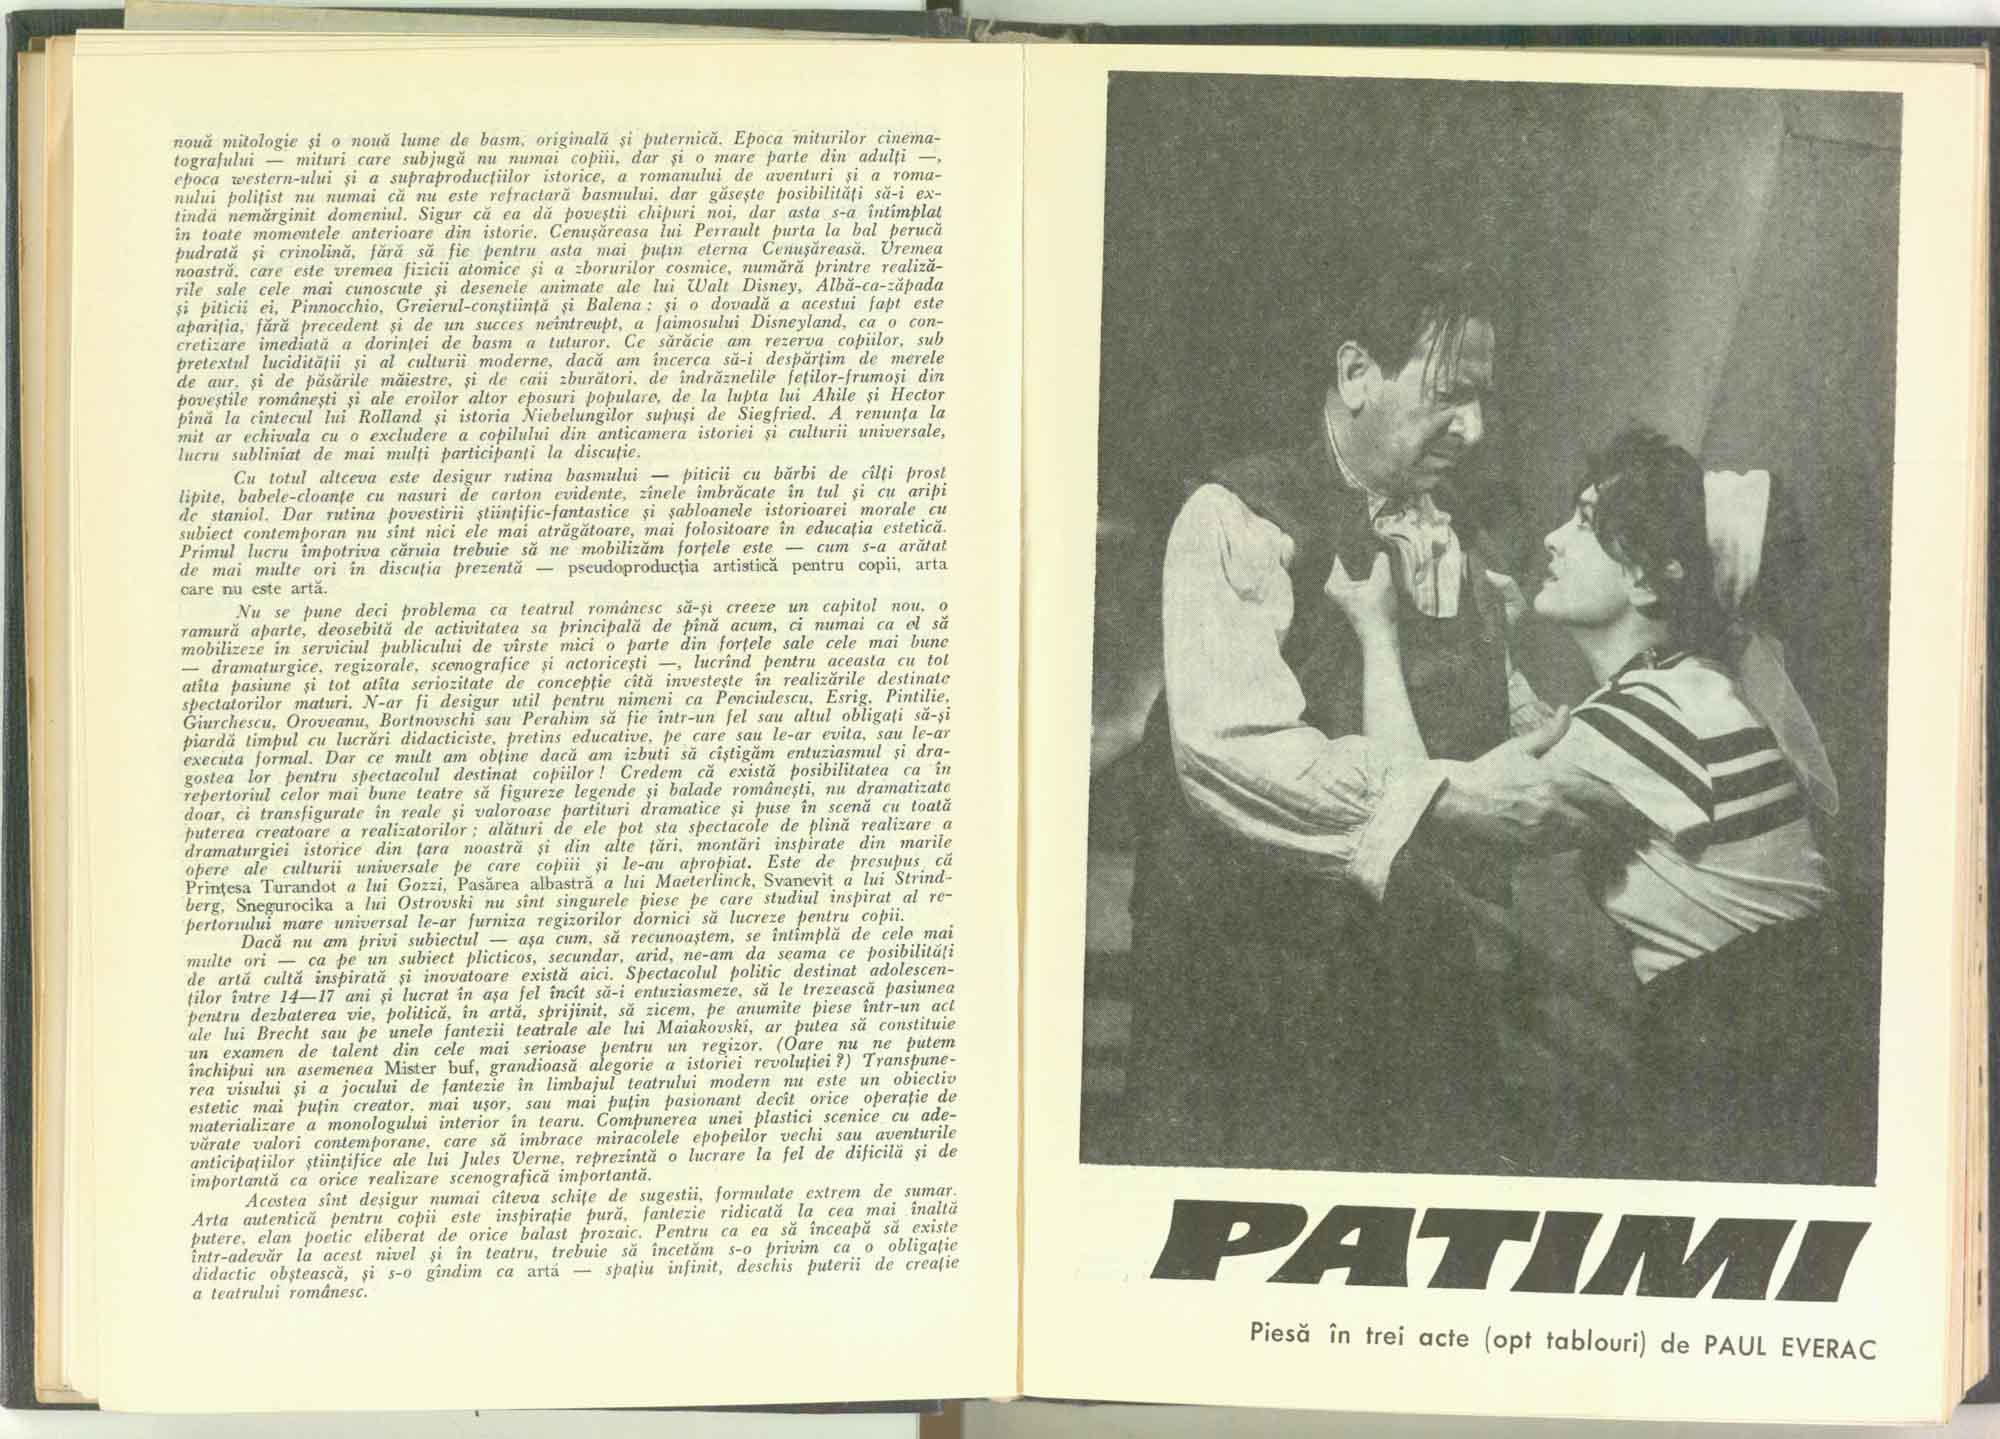 nouă mitologie și o nouă lume de basm, originală și puternică. Epoca miturilor cinema-
tografului — mituri care subjugă nu numai copiii, dar și o mare parte din adulți —,
epoca western-ului și a supraproducțiilor istorice, a romanului de aventuri și a roma-
nului polițist nu numai că nu este refractară basmului, dar găsește posibilități să-i ex-
tindă nemărginit domeniul. Sigur că ea dă poveștii chipuri noi, dar asta s-a întîmplat
în toate momentele anterioare din istorie. Cenușăreasa lui Perrault purta la bal perucă
pudrată și crinolină, fără să fie pentru asta mai puțin eterna Cenușăreasă. Vremea
noastră, care este vremea fizicii atomice și a zborurilor cosmice, numără printre realiză-
rile sale cele mai cunoscute și desenele animate ale lui Walt Disney, Albă-ca-zăpada
și piticii ei, Pinnocchio, Greierul-conștiință și Balena ; și o dovadă a acestui fapt este
apariția, fără precedent și de un succes neîntreupt, a faimosului Disneyland, ca o con-
cretizare imediată a dorinței de basm a tuturor. Ce sărăcie am rezerva copiilor, sub
pretextul lucidității și al culturii moderne, dacă am încerca să-i despărțim de merele
de aur, și de păsările măiestre, și de caii zburători, de îndrăznelile feților-frumoși din
poveștile românești și ale eroilor altor eposuri populare, de la lupta lui Ahile și Hector
pînă la cîntecul lui Rolland și istoria Niebelungilor supuși de Siegfried. A renunța la
mit ar echivala cu o excludere a copilului din anticamera istoriei și culturii universale,
lucru subliniat de mai mulți participanți la discuție.
Cu totul altceva este desigur rutina basmului — piticii cu bărbi de cîlți prost
lipite, babele-cloanțe cu nasuri de carton evidente, zînele îmbrăcate în tul și cu aripi
de staniol. Dar rutina povestirii științific-fantastice și șabloanele istorioarei morale cu
subiect contemporan nu sînt nici ele mai atrăgătoare, mai folositoare în educația estetică.
Primul lucru împotriva căruia trebuie să ne mobilizăm forțele este — cum s-a arătat
de mai multe ori în discuția prezentă — pseudoproducția artistică pentru copii, arta
care nu este artă.
Nu se pune deci problema ca teatrul românesc să-și creeze un capitol nou, o
ramură aparte, deosebită de activitatea sa principală de pînă acum, ci numai ca el să
mobilizeze în serviciul publicului de vîrste mici o parte din forțele sale cele mai bune
— dramaturgice, regizorale, scenografice și actoricești —, lucrînd pentru aceasta cu tot
atîta pasiune și tot atîta seriozitate de concepție cîtă investește în realizările destinate
spectatorilor maturi. N-ar fi desigur util pentru nimeni ca Penciulescu, Esrig, Pintilie,
Giurchescu, Oroveanu, Bortnovschi sau Perahim să fie într-un fel sau altul obligați să-și
piardă timpul cu lucrări didacticiste, pretins educative, pe care sau le-ar evita, sau le-ar
executa formal. Dar ce mult am obține dacă am izbuti să cîștigăm entuziasmul și dra-
gostea lor pentru spectacolul destinat copiilor ! Credem că există posibilitatea ca în
repertoriul celor mai bune teatre să figureze legende și balade românești, nu dramatizate
doar, ci transfigurate în reale și valoroase partituri dramatice și puse în scenă cu toată
puterea creatoare a realizatorilor ; alături de ele pot sta spectacole de plină realizare a
dramaturgiei istorice din țara noastră și din alte țări, montări inspirate din marile
opere ale culturii universale pe care copiii și le-au apropiat. Este de presupus că
Prințesa Turandot a lui Gozzi, Pasărea albastră a lui Maeterlinck, Svanevit a lui Strind-
berg, Snegurocika a lui Ostrovski nu sînt singurele piese pe care studiul inspirat al re-
pertoriului mare universal le-ar furniza regizorilor dornici să lucreze pentru copii.
Dacă nu am privi subiectul — așa cum, să recunoaștem, se întîmplă de cele mai
multe ori — ca pe un subiect plicticos, secundar, arid, ne-am da seama ce posibilități
de artă cultă inspirată și inovatoare există aici. Spectacolul politic destinat adolescen-
ților între 14—17 ani și lucrat în așa fel încît să-i entuziasmeze, să le trezească pasiunea
pentru dezbaterea vie, politică, în artă, sprijinit, să zicem, pe anumite piese într-un act
ale lui Brecht sau pe unele fantezii teatrale ale lui Maiakovski, ar putea să constituie
un examen de talent din cele mai serioase pentru un regizor. (Oare nu ne putem
închipui un asemenea Mister buf, grandioasă alegorie a istoriei revoluției ?) Transpune-
rea visului și a jocului de fantezie în limbajul teatrului modern nu este un obiectiv
estetic mai puțin creator, mai ușor, sau mai puțin pasionant decît orice operație de
materializare a monologului interior în tearu. Compunerea unei plastici scenice cu ade-
vărate valori contemporane, care să îmbrace miracolele epopeilor vechi sau aventurile
anticipațiilor științifice ale lui Jules Verne, reprezintă o lucrare la fel de dificilă și de
importantă ca orice realizare scenografică importantă.
Acestea sînt desigur numai cîteva schițe de sugestii, formulate extrem de sumar.
Arta autentică pentru copii este inspirație pură, fantezie ridicată la cea mai înaltă
putere, elan poetic eliberat de orice balast prozaic. Pentru ca ea să înceapă să existe
într-adevăr la acest nivel și în teatru, trebuie să încetăm s-o privim ca o obligație
didactic obștească, și s-o gîndim ca artă — spațiu infinit, deschis puterii de creație
a teatrului românesc.
PATIMI
Piesă în trei acte (opt tablouri) de PAUL EVERAC